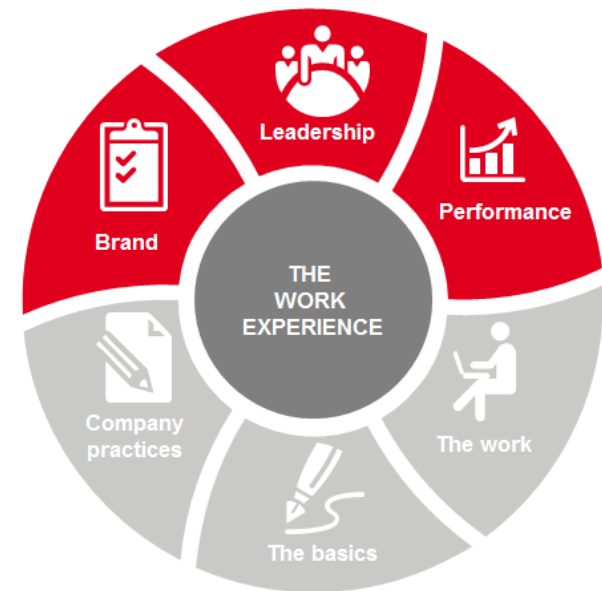 Leadership
Performance
Brand
THE
WORK
EXPERIENCE
Company
practices
The work
The basics